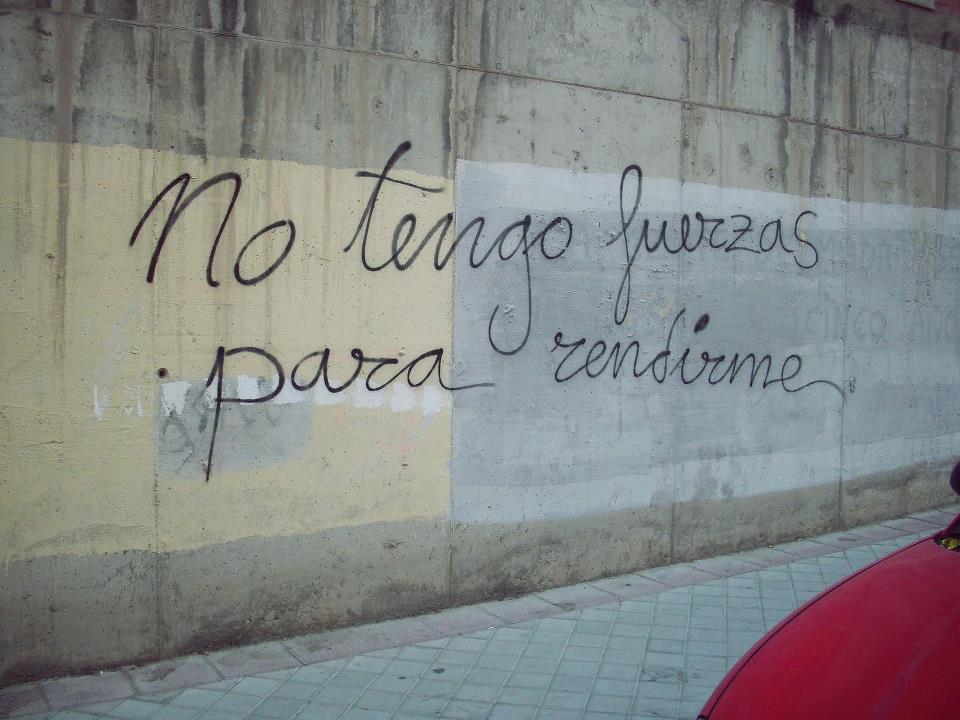 No tengo fuerzas
para rendirme